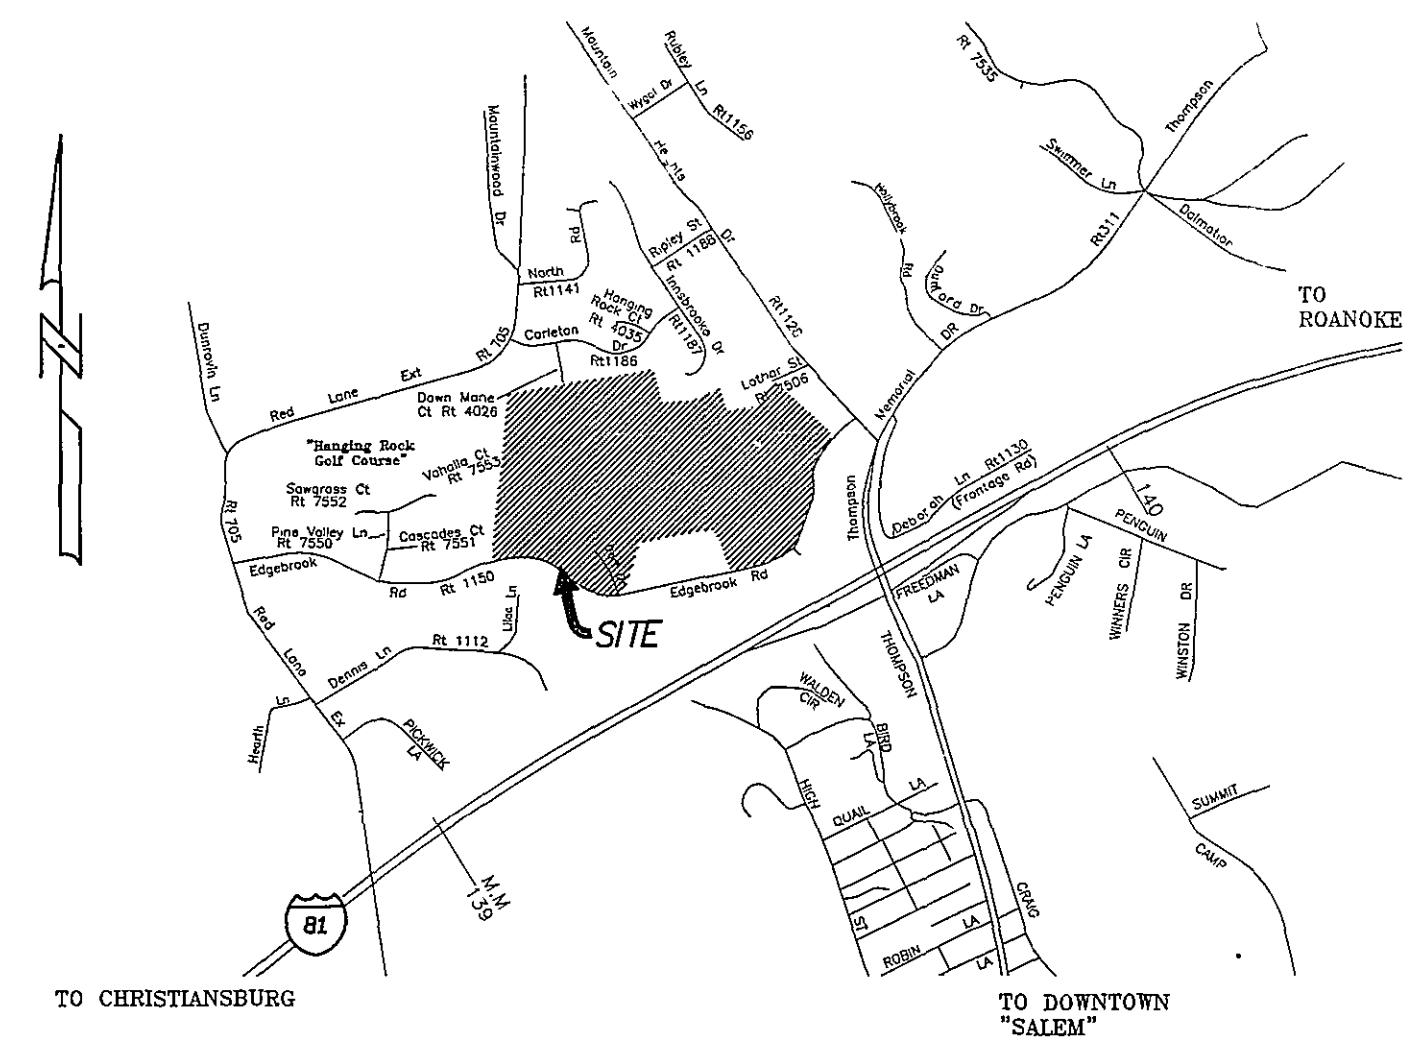 Rt 7535
Mountain
Rubley
Ln
Wygal Dr
Rt1156
Thompson
Swimmer Ln
Dalmatior
Rt311
Mountainwood Dr
Rd
Ripley St
Rt 1188
Dr
Hollybrook
Rd
Ford Dr
DR
TO
ROANOKE
North
Rt1141
Hanging
Rock Ct
Rt 4035
Innsbrooke Dr
Rt1187
Dunrovin Ln
Rt 705
Carleton
Dr
Rt1186
Lothar St
Rt 7506
Memorial
Red Lane Ext
Dawn Mane
Ct Rt 4026
"Hanging Rock
Golf Course"
Vahalla Ct
Rt 7553
Sawgrass Ct
Rt 7552
Rt 705
Pine Valley Ln
Rt 7550
Cascades Ct
Rt 7551
Thompson
Deborah Ln Rt1130
(Frontage Rd)
140
PENGUIN
Edgebrook
Rd
Rt 1150
Edgebrook Rd
FREEDMAN
LA
PENGUIN LA
WINNERS CIR
WINSTON DR
SITE
Red
Lane
Ex
Dennis Ln
Rt 1112
Lilac Ln
THOMPSON
Hearth
Ln
PICKWICK
LA
WALDEN
CIR
BIRD
LA
HIGH
ST
QUAIL LA
SUMMIT
CAMP
M.M
139
81
CRAIG
ROBIN LA
LA
TO CHRISTIANSBURG
TO DOWNTOWN
"SALEM"